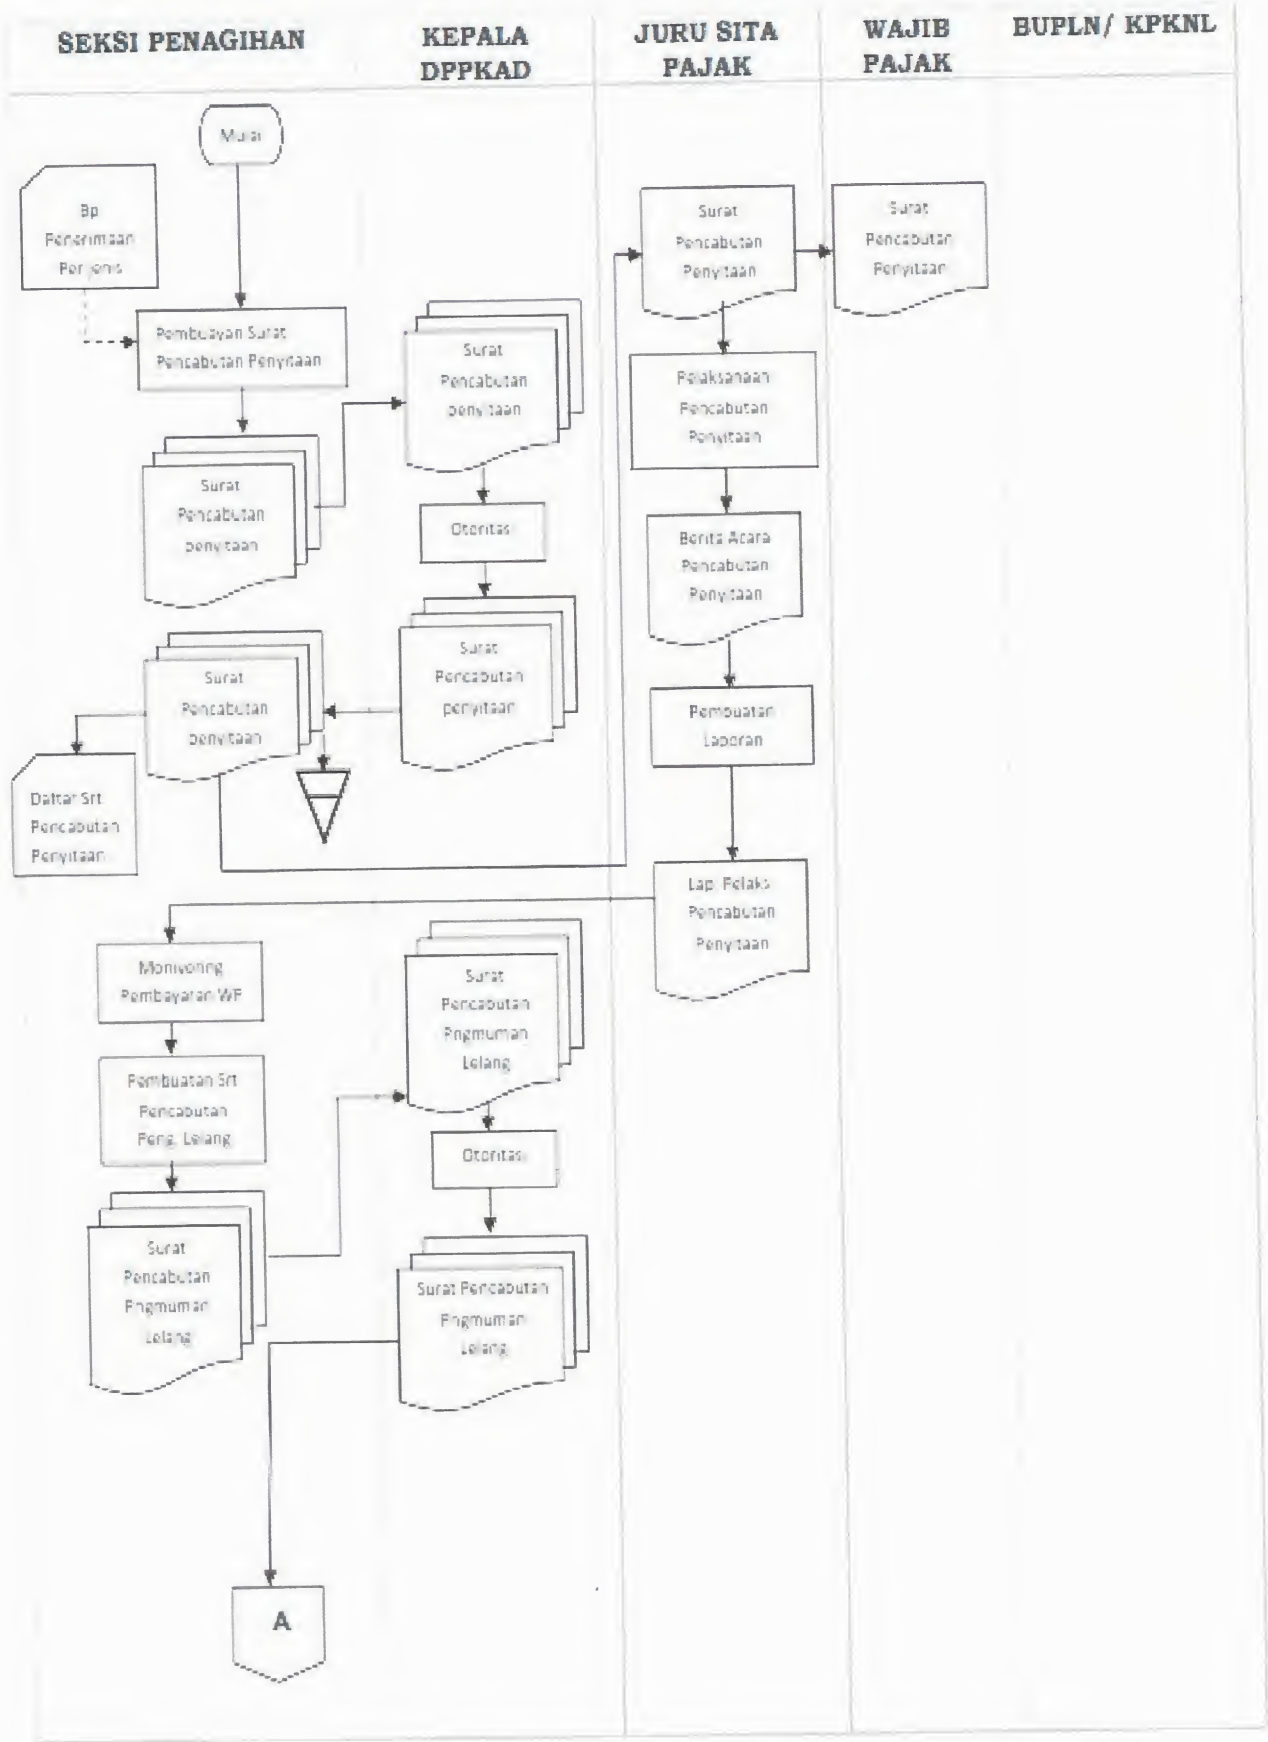 SEKSI PENAGIHAN
KEPALA
DPPKAD
JURU SITA
PAJAK
WAJIB
PAJAK
BUPLN/ KPKNL
Mulai
Bp
Penerimaan
Per jenis
Pembuayan Surat
Pencabutan Penyitaan
Surat
Pencabutan
penyitaan
Surat
Pencabutan
penyitaan
Otoritas
Surat
Pencabutan
penyitaan
Surat
Pencabutan
penyitaan
Daftar Srt
Pencabutan
Penyitaan
Surat
Pencabutan
Penyitaan
Surat
Pencabutan
Penyitaan
Pelaksanaan
Pencabutan
Penyitaan
Berita Acara
Pencabutan
Penyitaan
Pembuatan
Laporan
Lap. Pelaks
Pencabutan
Penyitaan
Monivoring
Pembayaran WP
Pembuatan Srt
Pencabutan
Peng. Lelang
Surat
Pencabutan
Pngmuman
Lelang
Surat
Pencabutan
Pngmuman
Lelang
Otoritas
Surat Pencabutan
Pngmuman
Lelang
A